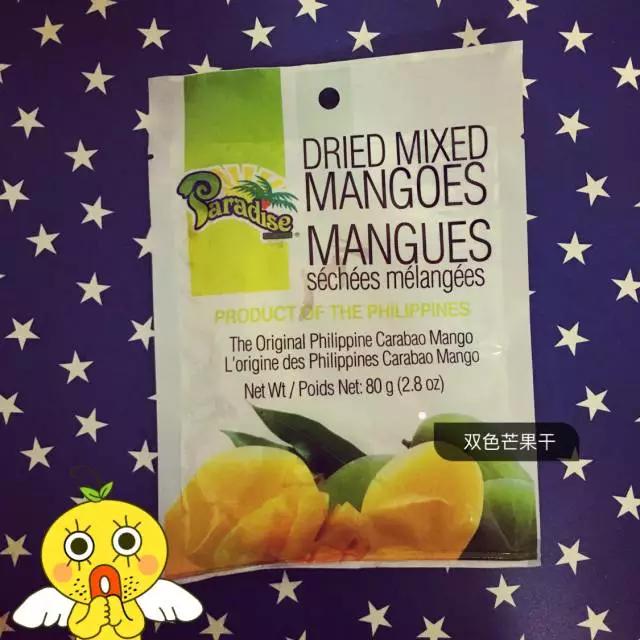 Paradise
DRIED MIXED
MANGOES
MANGUES
séchées mélangées
PRODUCT OF THE PHILIPPINES
The Original Philippine Carabao Mango
L'origine des Philippines Carabao Mango
Net Wt / Poids Net: 80 g (2.8 oz)
双色芒果干